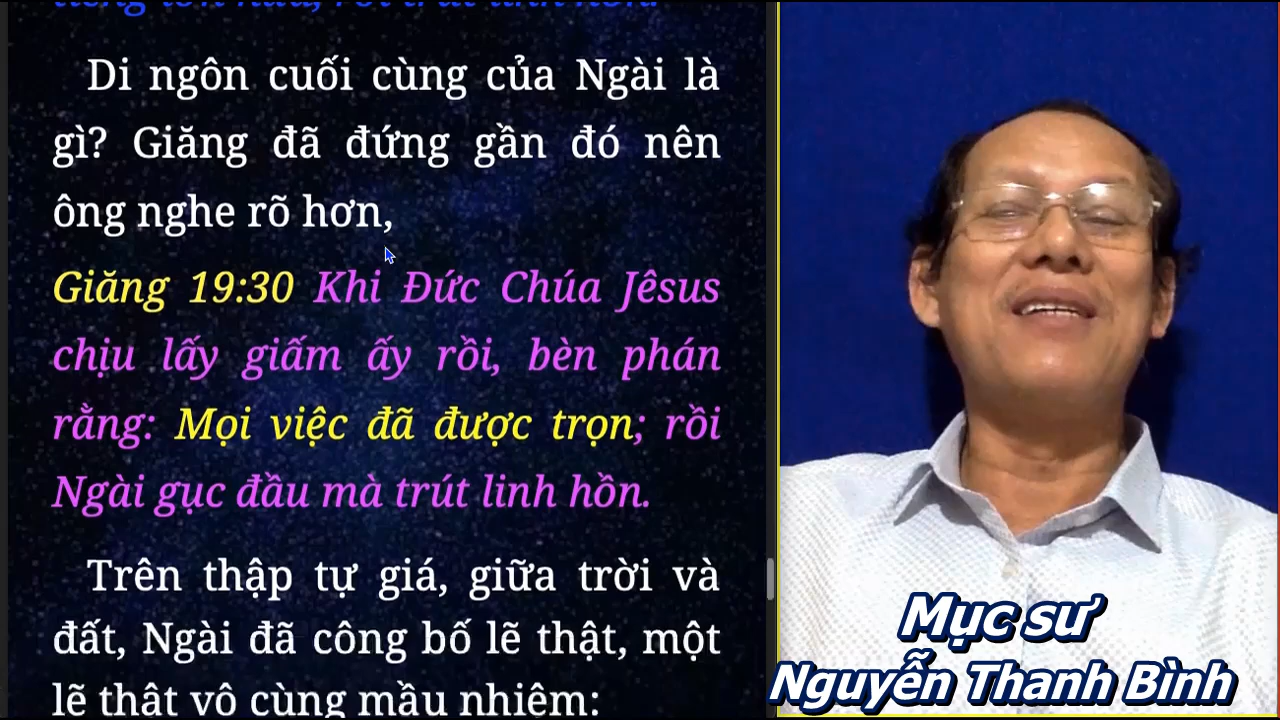 Di ngôn cuối cùng của Ngài là
gì? Giăng đã đứng gần đó nên
ông nghe rõ hơn,
Giăng 19:30 Khi Đức Chúa Jêsus
chịu lấy giấm ấy rồi, bèn phán
rằng: Mọi việc đã được trọn; rồi
Ngài gục đầu mà trút linh hồn.
Trên thập tự giá, giữa trời và
đất, Ngài đã công bố lẽ thật, một
lẽ thật vô cùng mầu nhiệm:
Mục sư
Nguyễn Thanh Bình